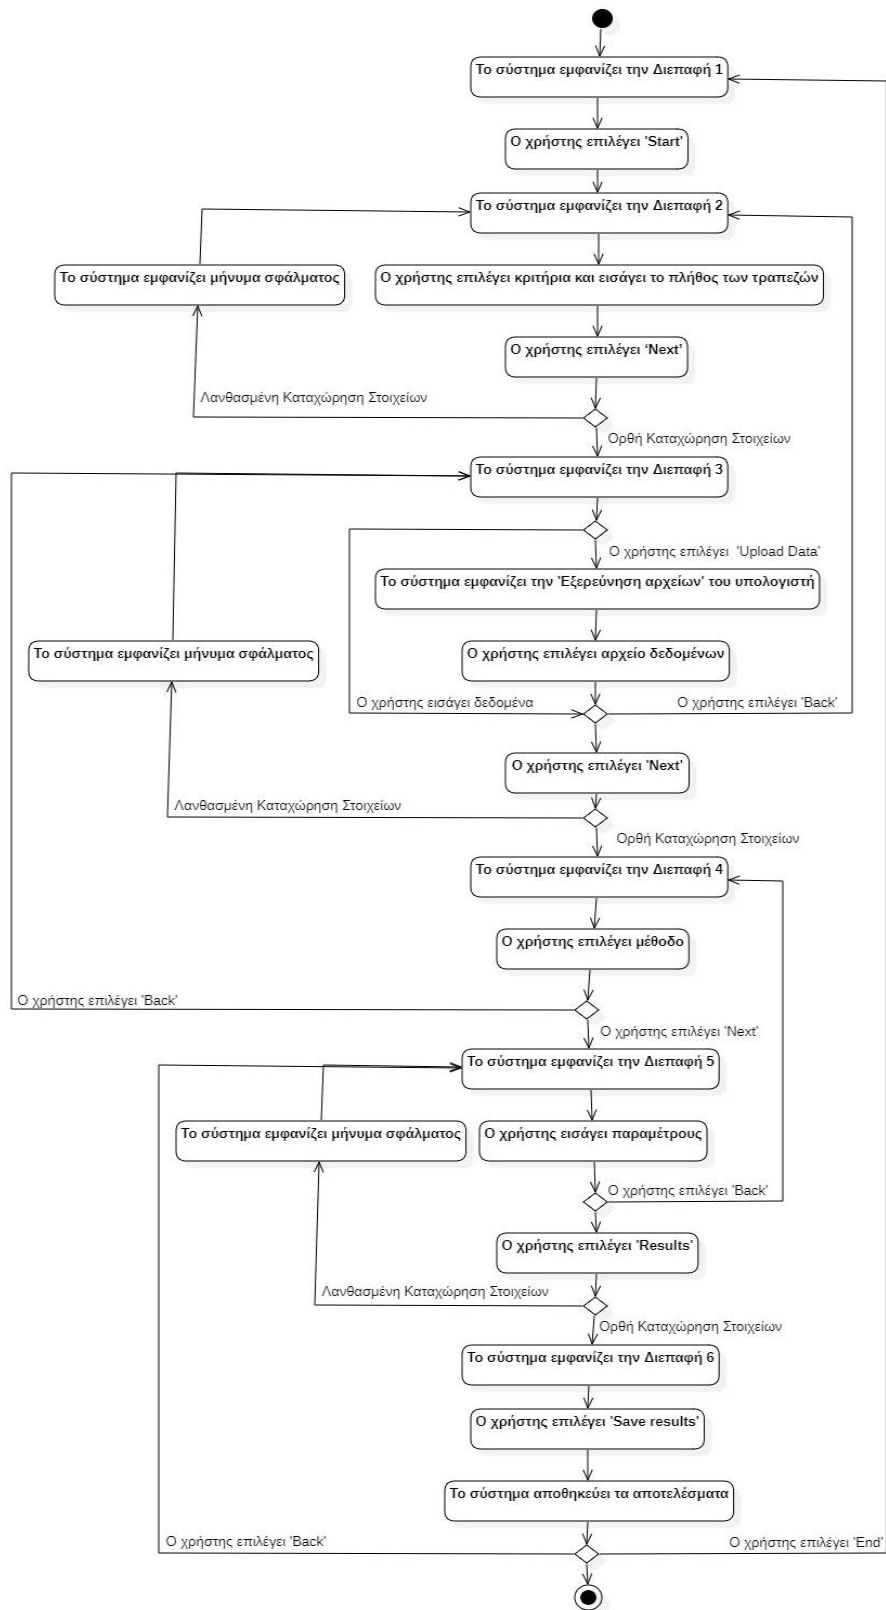 Το σύστημα εμφανίζει την Διεπαφή 1
Ο χρήστης επιλέγει 'Start'
Το σύστημα εμφανίζει την Διεπαφή 2
Το σύστημα εμφανίζει μήνυμα σφάλματος
Ο χρήστης επιλέγει κριτήρια και εισάγει το πλήθος των τραπεζών
Ο χρήστης επιλέγει ‘Next’
Λανθασμένη Καταχώρηση Στοιχείων
Ορθή Καταχώρηση Στοιχείων
Το σύστημα εμφανίζει την Διεπαφή 3
Ο χρήστης επιλέγει 'Upload Data'
Το σύστημα εμφανίζει την 'Εξερεύνηση αρχείων' του υπολογιστή
Το σύστημα εμφανίζει μήνυμα σφάλματος
Ο χρήστης επιλέγει αρχείο δεδομένων
Ο χρήστης εισάγει δεδομένα
Ο χρήστης επιλέγει 'Back'
Ο χρήστης επιλέγει 'Next'
Λανθασμένη Καταχώρηση Στοιχείων
Ορθή Καταχώρηση Στοιχείων
Το σύστημα εμφανίζει την Διεπαφή 4
Ο χρήστης επιλέγει μέθοδο
Ο χρήστης επιλέγει 'Back'
Ο χρήστης επιλέγει 'Next'
Το σύστημα εμφανίζει την Διεπαφή 5
Το σύστημα εμφανίζει μήνυμα σφάλματος
Ο χρήστης εισάγει παραμέτρους
Ο χρήστης επιλέγει 'Back'
Ο χρήστης επιλέγει 'Results'
Λανθασμένη Καταχώρηση Στοιχείων
Ορθή Καταχώρηση Στοιχείων
Το σύστημα εμφανίζει την Διεπαφή 6
Ο χρήστης επιλέγει 'Save results'
Το σύστημα αποθηκεύει τα αποτελέσματα
Ο χρήστης επιλέγει 'Back'
Ο χρήστης επιλέγει 'End'